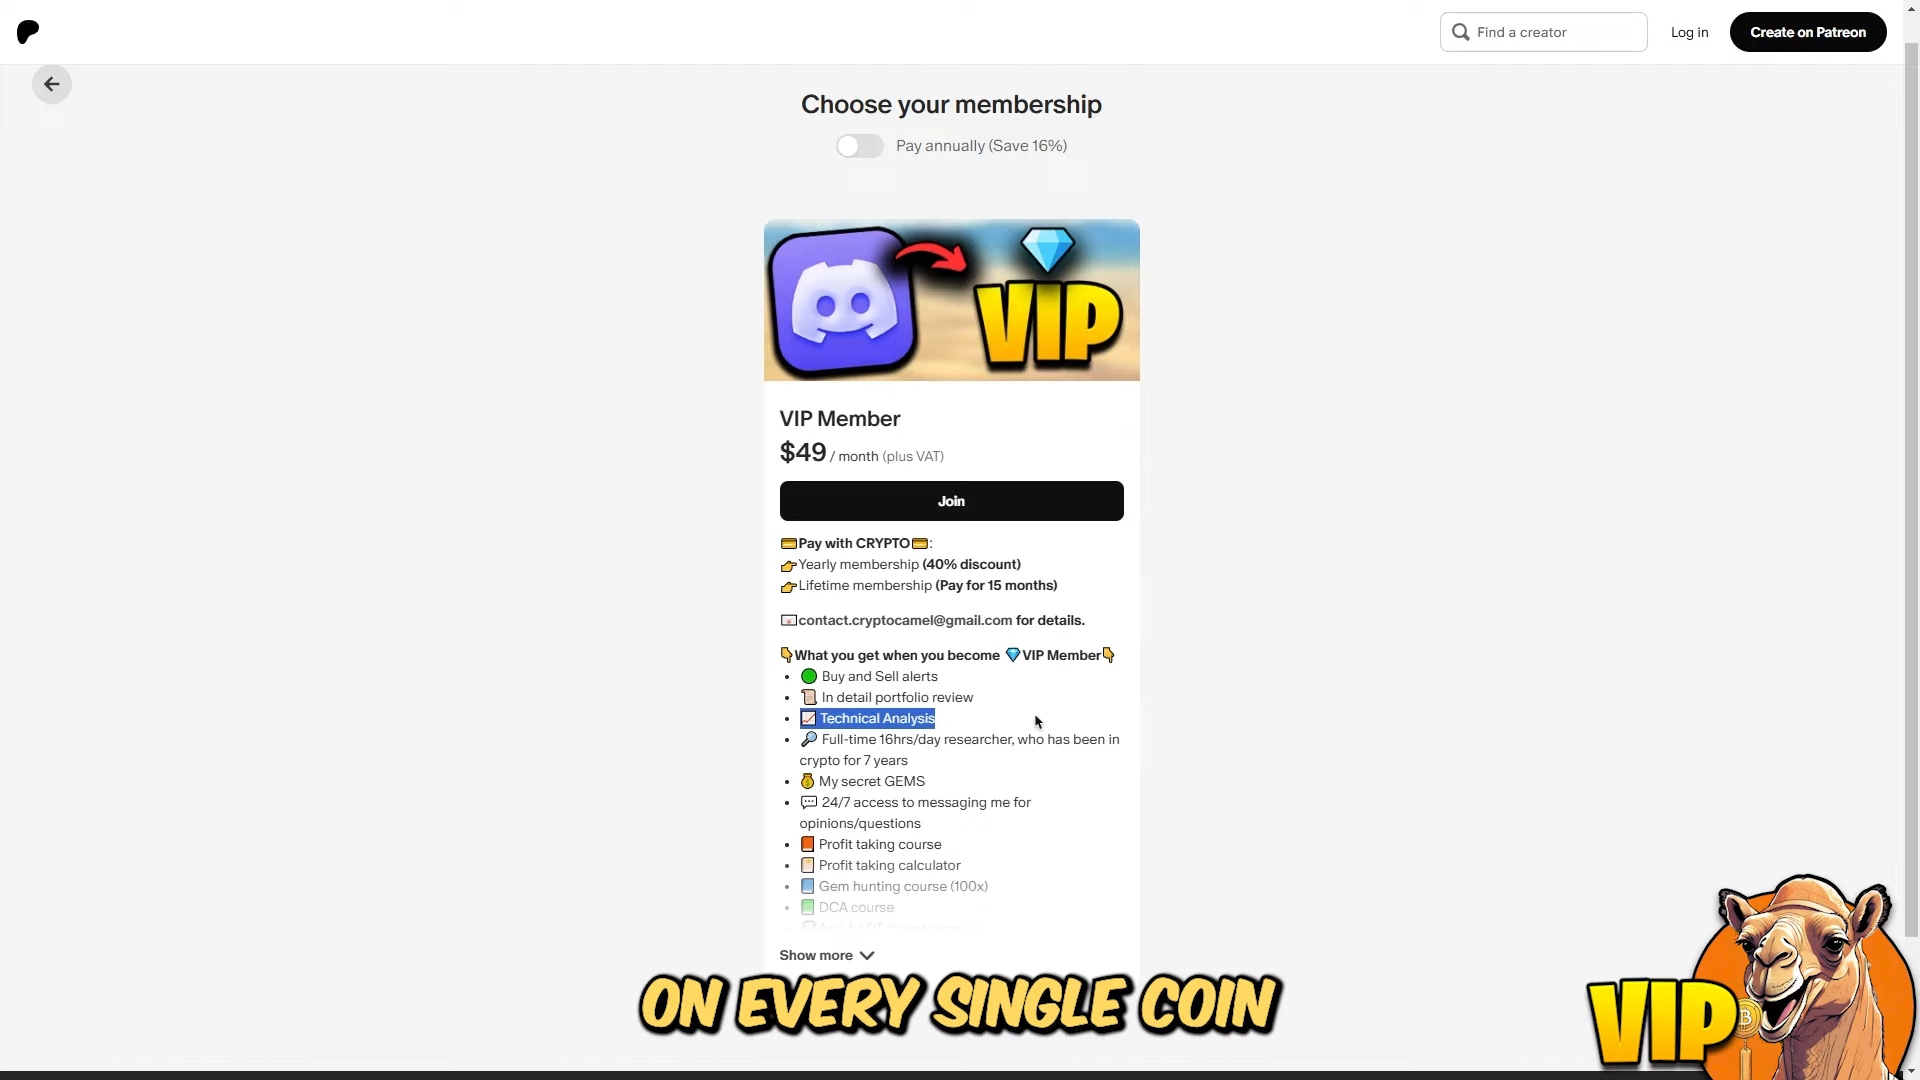 Find a creator
Log in
Create on Patreon
Choose your membership
Pay annually (Save 16%)
VIP
VIP Member
$49 / month (plus VAT)
Join
Pay with CRYPTO :
Yearly membership (40% discount)
Lifetime membership (Pay for 15 months)
contact.cryptocamel@gmail.com for details.
What you get when you become VIP Member
Buy and Sell alerts
In detail portfolio review
Technical Analysis
Full-time 16hrs/day researcher, who has been in
crypto for 7 years
My secret GEMS
24/7 access to messaging me for
opinions/questions
Profit taking course
Profit taking calculator
Gem hunting course (100x)
DCA course
Show more
ON EVERY SINGLE COIN
VIP